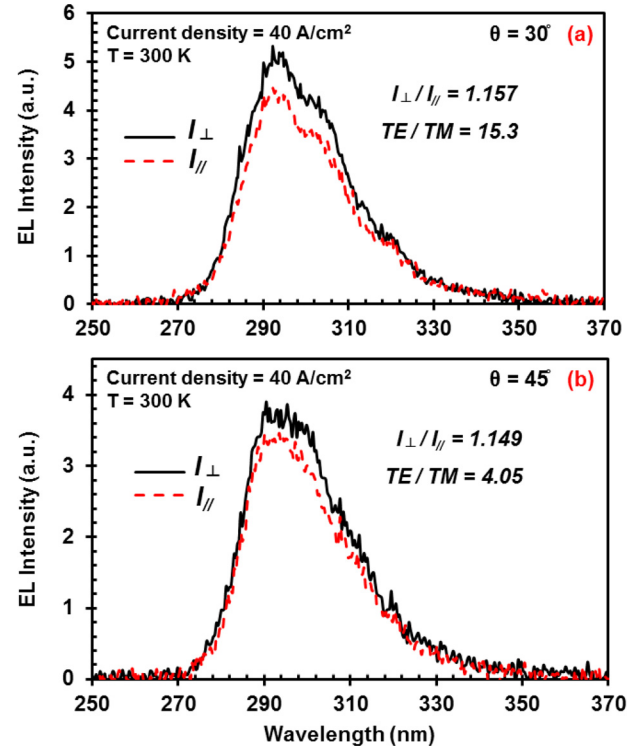 Current density = 40 A/cm² θ = 30° (a)
T = 300 K
I⊥ / I// = 1.157
TE / TM = 15.3
I⊥
I//
EL Intensity (a.u.)
6
5
4
3
2
1
0
250 270 290 310 330 350 370
Current density = 40 A/cm² θ = 45° (b)
T = 300 K
I⊥ / I// = 1.149
TE / TM = 4.05
I⊥
I//
EL Intensity (a.u.)
4
3
2
1
0
250 270 290 310 330 350 370
Wavelength (nm)